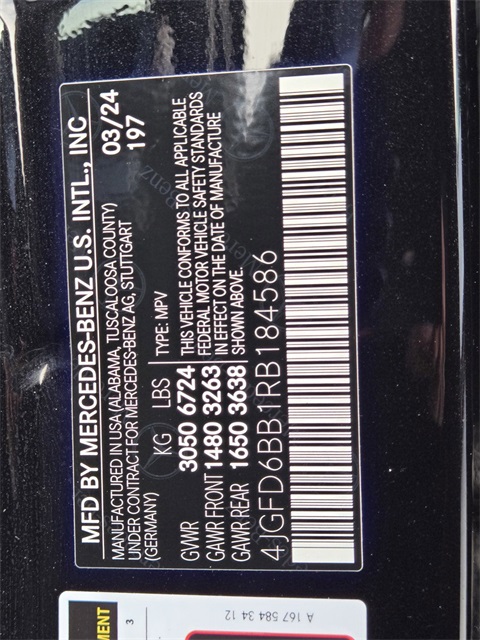 MFD BY MERCEDES-BENZ U.S. INT'L., INC
MANUFACTURED IN USA (ALABAMA, TUSCALOOSA COUNTY)
UNDER CONTRACT FOR MERCEDES-BENZ AG, STUTTGART
(GERMANY)
03/24
197
KG LBS TYPE: MPV
GVWR 3050 6724
GAWR FRONT 1480 3263
GAWR REAR 1650 3638
THIS VEHICLE CONFORMS TO ALL APPLICABLE
FEDERAL MOTOR VEHICLE SAFETY STANDARDS
IN EFFECT ON THE DATE OF MANUFACTURE
SHOWN ABOVE.
4JGFD6BB1RB184586
3
A 167 584 34 12